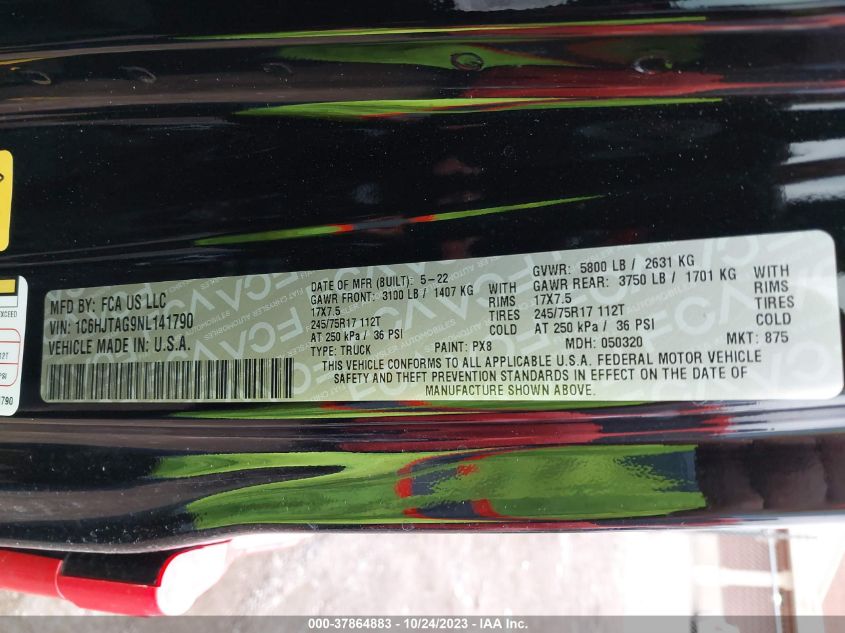 MFD BY: FCA US LLC
VIN: 1C6HJTAG9NL141790
VEHICLE MADE IN: U.S.A.
DATE OF MFR (BUILT): 5-22
GVWR: 5800 LB / 2631 KG
GAWR FRONT: 3100 LB / 1407 KG WITH
GAWR REAR: 3750 LB / 1701 KG WITH
17X7.5 RIMS
17X7.5 RIMS
245/75R17 112T TIRES
245/75R17 112T TIRES
AT 250 kPa / 36 PSI COLD
AT 250 kPa / 36 PSI COLD
TYPE: TRUCK PAINT: PX8 MDH: 050320 MKT: 875
THIS VEHICLE CONFORMS TO ALL APPLICABLE U.S.A. FEDERAL MOTOR VEHICLE
SAFETY AND THEFT PREVENTION STANDARDS IN EFFECT ON THE DATE OF
MANUFACTURE SHOWN ABOVE.
12T
PSI
1790
000-37864883 / 10/24/2023 / IAA Inc.